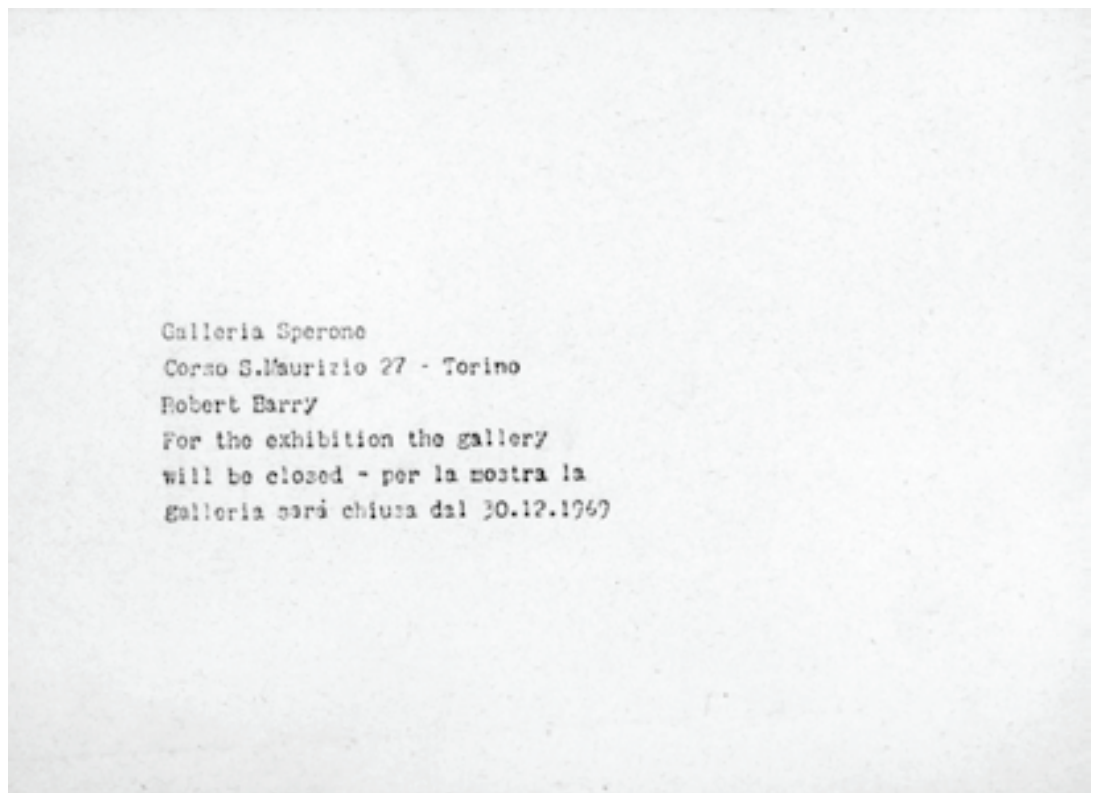 Galleria Sperone
Corso S.Maurizio 27 - Torino
Robert Barry
For the exhibition the gallery
will be closed - per la mostra la
galleria sará chiusa dal 30.12.1969